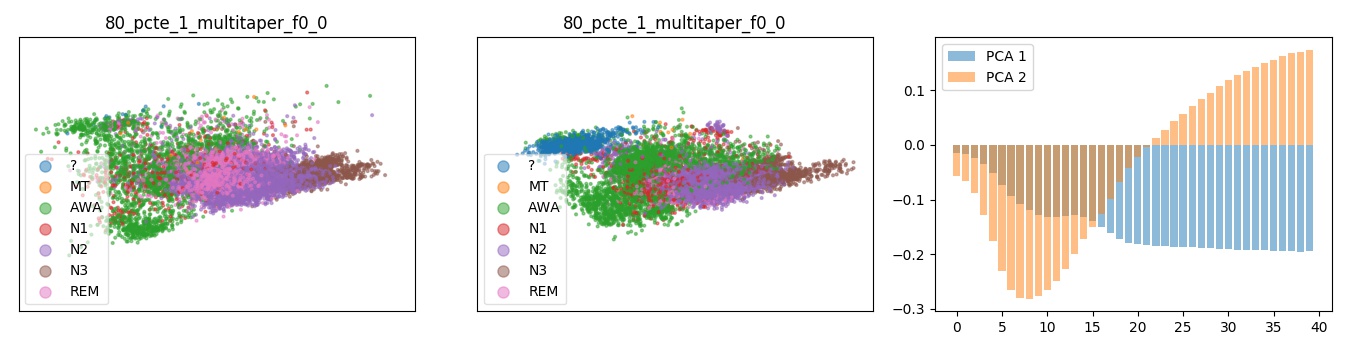 80_pcte_1_multitaper_f0_0
?
MT
AWA
N1
N2
N3
REM
80_pcte_1_multitaper_f0_0
?
MT
AWA
N1
N2
N3
REM
PCA 1
PCA 2
0.1
0.0
−0.1
−0.2
−0.3
0 5 10 15 20 25 30 35 40